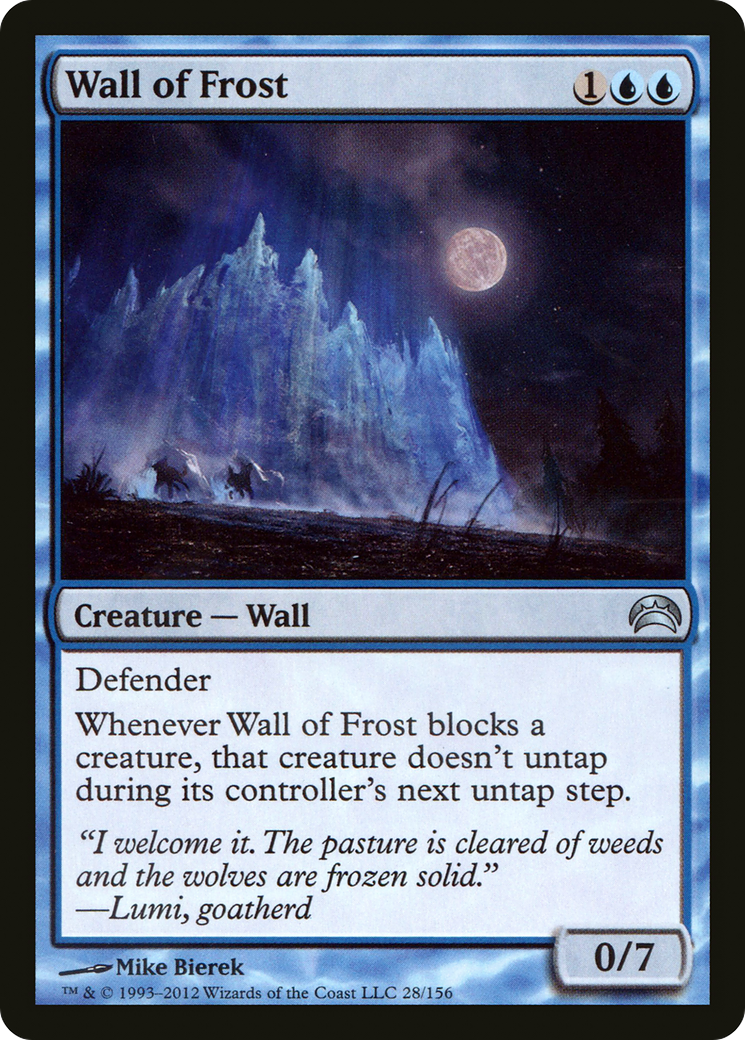 Wall of Frost
1
Creature — Wall
Defender
Whenever Wall of Frost blocks a
creature, that creature doesn't untap
during its controller's next untap step.
"I welcome it. The pasture is cleared of weeds
and the wolves are frozen solid."
—Lumi, goatherd
0/7
Mike Bierek
™ & © 1993–2012 Wizards of the Coast LLC 28/156